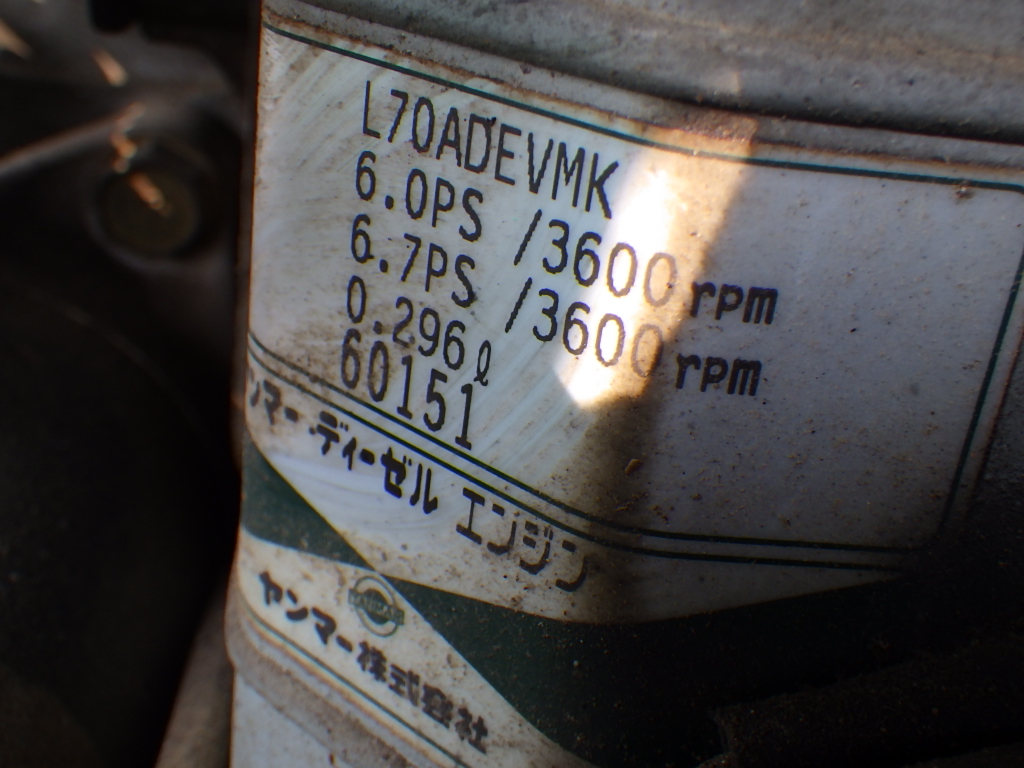 L70ADEVMK
6.0PS /3600 rpm
6.7PS /3600 rpm
0.296ℓ
60151
ンマーディーゼル エンジン
ヤンマー株式会社